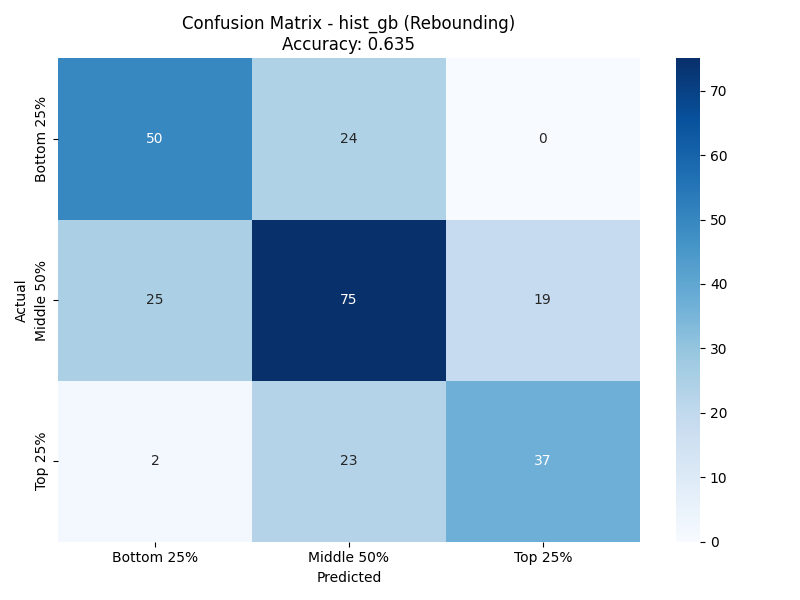 Confusion Matrix - hist_gb (Rebounding)
Accuracy: 0.635
Actual
Bottom 25%
50 24 0
Middle 50%
25 75 19
Top 25%
2 23 37
Bottom 25% Middle 50% Top 25%
Predicted
70
60
50
40
30
20
10
0